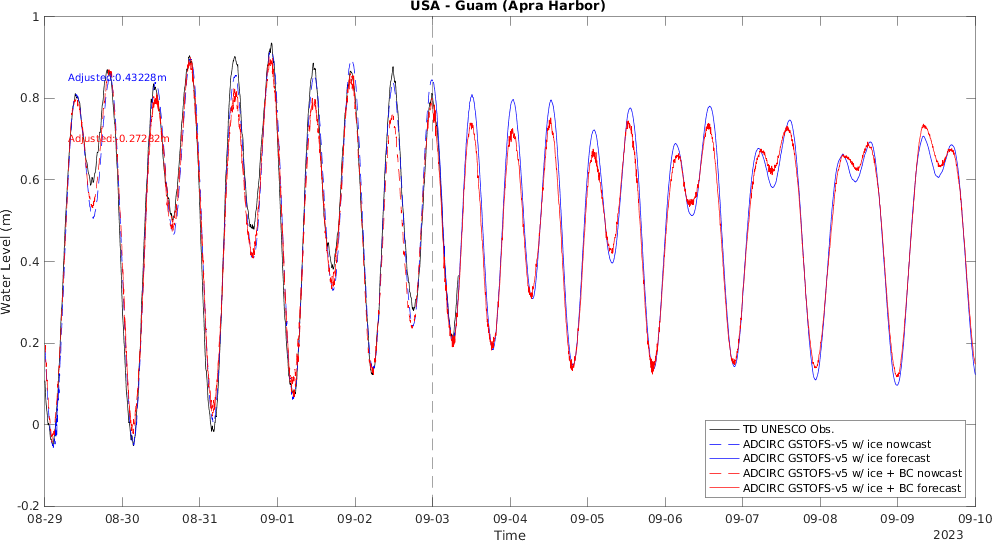 USA - Guam (Apra Harbor)
1
0.8
0.6
0.4
0.2
0
-0.2
Water Level (m)
Adjusted:0.43228m
Adjusted:-0.27282m
TD UNESCO Obs.
ADCIRC GSTOFS-v5 w/ ice nowcast
ADCIRC GSTOFS-v5 w/ ice forecast
ADCIRC GSTOFS-v5 w/ ice + BC nowcast
ADCIRC GSTOFS-v5 w/ ice + BC forecast
08-29 08-30 08-31 09-01 09-02 09-03 09-04 09-05 09-06 09-07 09-08 09-09 09-10
Time
2023